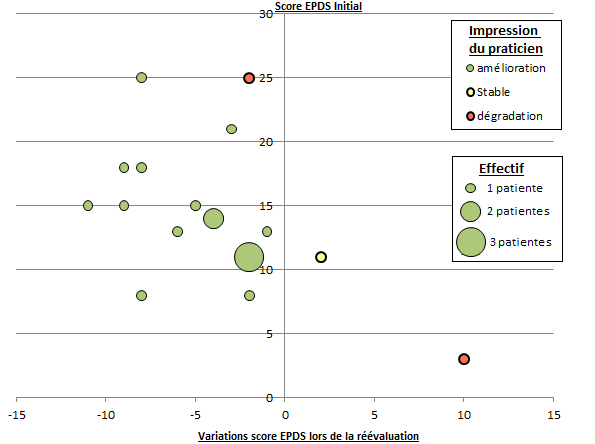 Score EPDS Initial
30
25
20
15
10
5
0
-15
-10
-5
0
5
10
15
Variations score EPDS lors de la réévaluation
Impression
du praticien
amélioration
Stable
dégradation
Effectif
1 patiente
2 patientes
3 patientes